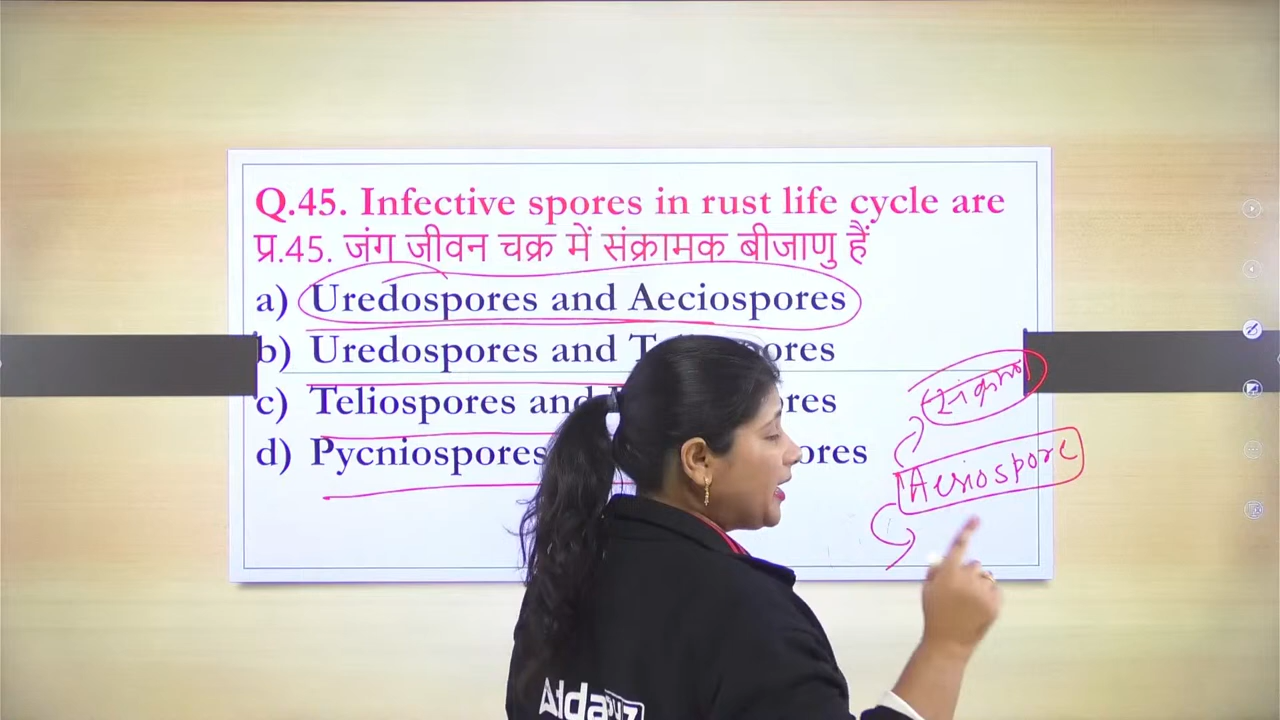 Q.45. Infective spores in rust life cycle are
प्र.45. जंग जीवन चक्र में संक्रामक बीजाणु हैं
a) Uredospores and Aeciospores
b) Uredospores and
c) Teliospores and
d) Pycniospores
Adda